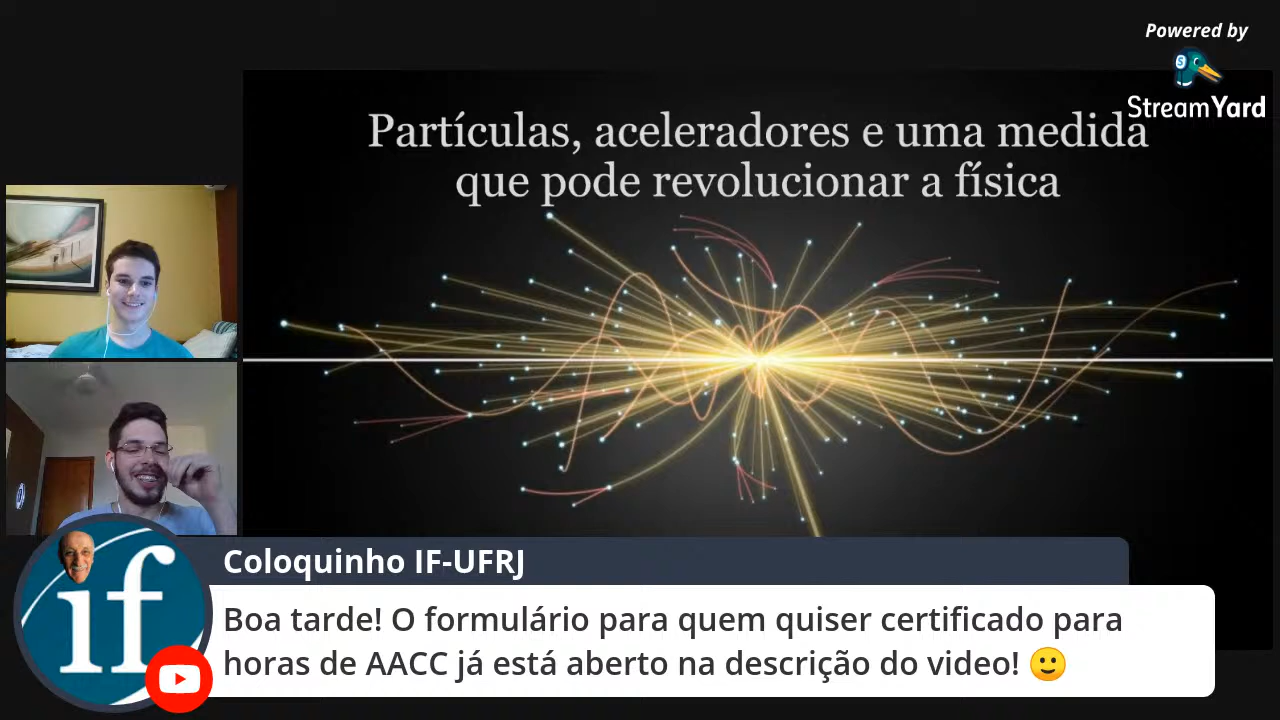 Powered by
StreamYard
Partículas, aceleradores e uma medida
que pode revolucionar a física
if
Coloquinho IF-UFRJ
Boa tarde! O formulário para quem quiser certificado para
horas de AACC já está aberto na descrição do video! 🙂